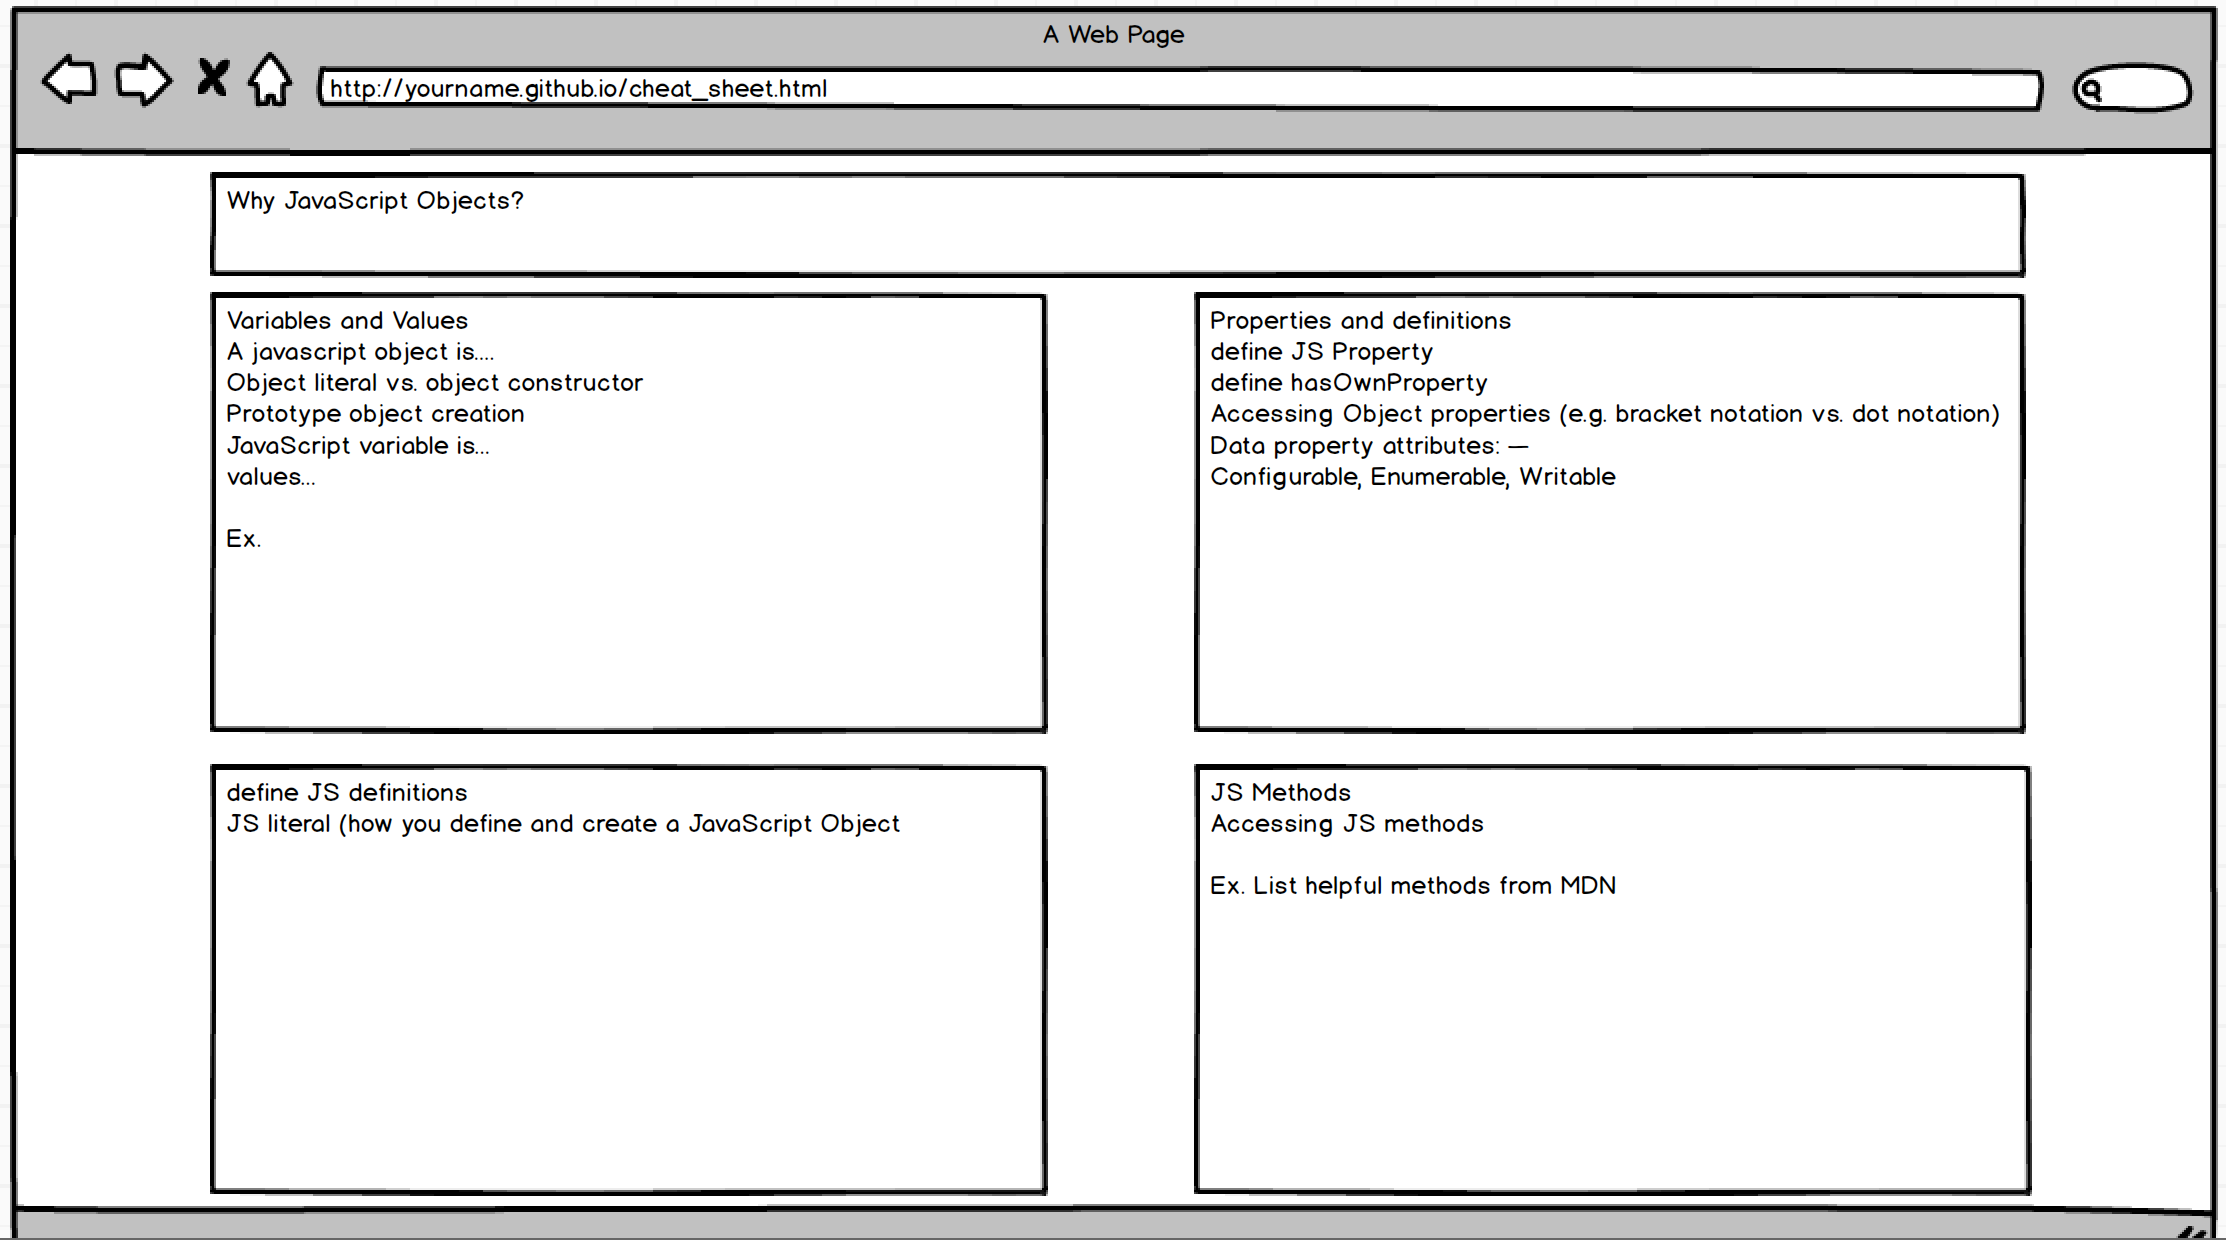 A Web Page
http://yourname.github.io/cheat_sheet.html
Why JavaScript Objects?
Variables and Values
A javascript object is....
Object literal vs. object constructor
Prototype object creation
JavaScript variable is...
values...
Ex.
Properties and definitions
define JS Property
define hasOwnProperty
Accessing Object properties (e.g. bracket notation vs. dot notation)
Data property attributes: —
Configurable, Enumerable, Writable
define JS definitions
JS literal (how you define and create a JavaScript Object
JS Methods
Accessing JS methods
Ex. List helpful methods from MDN